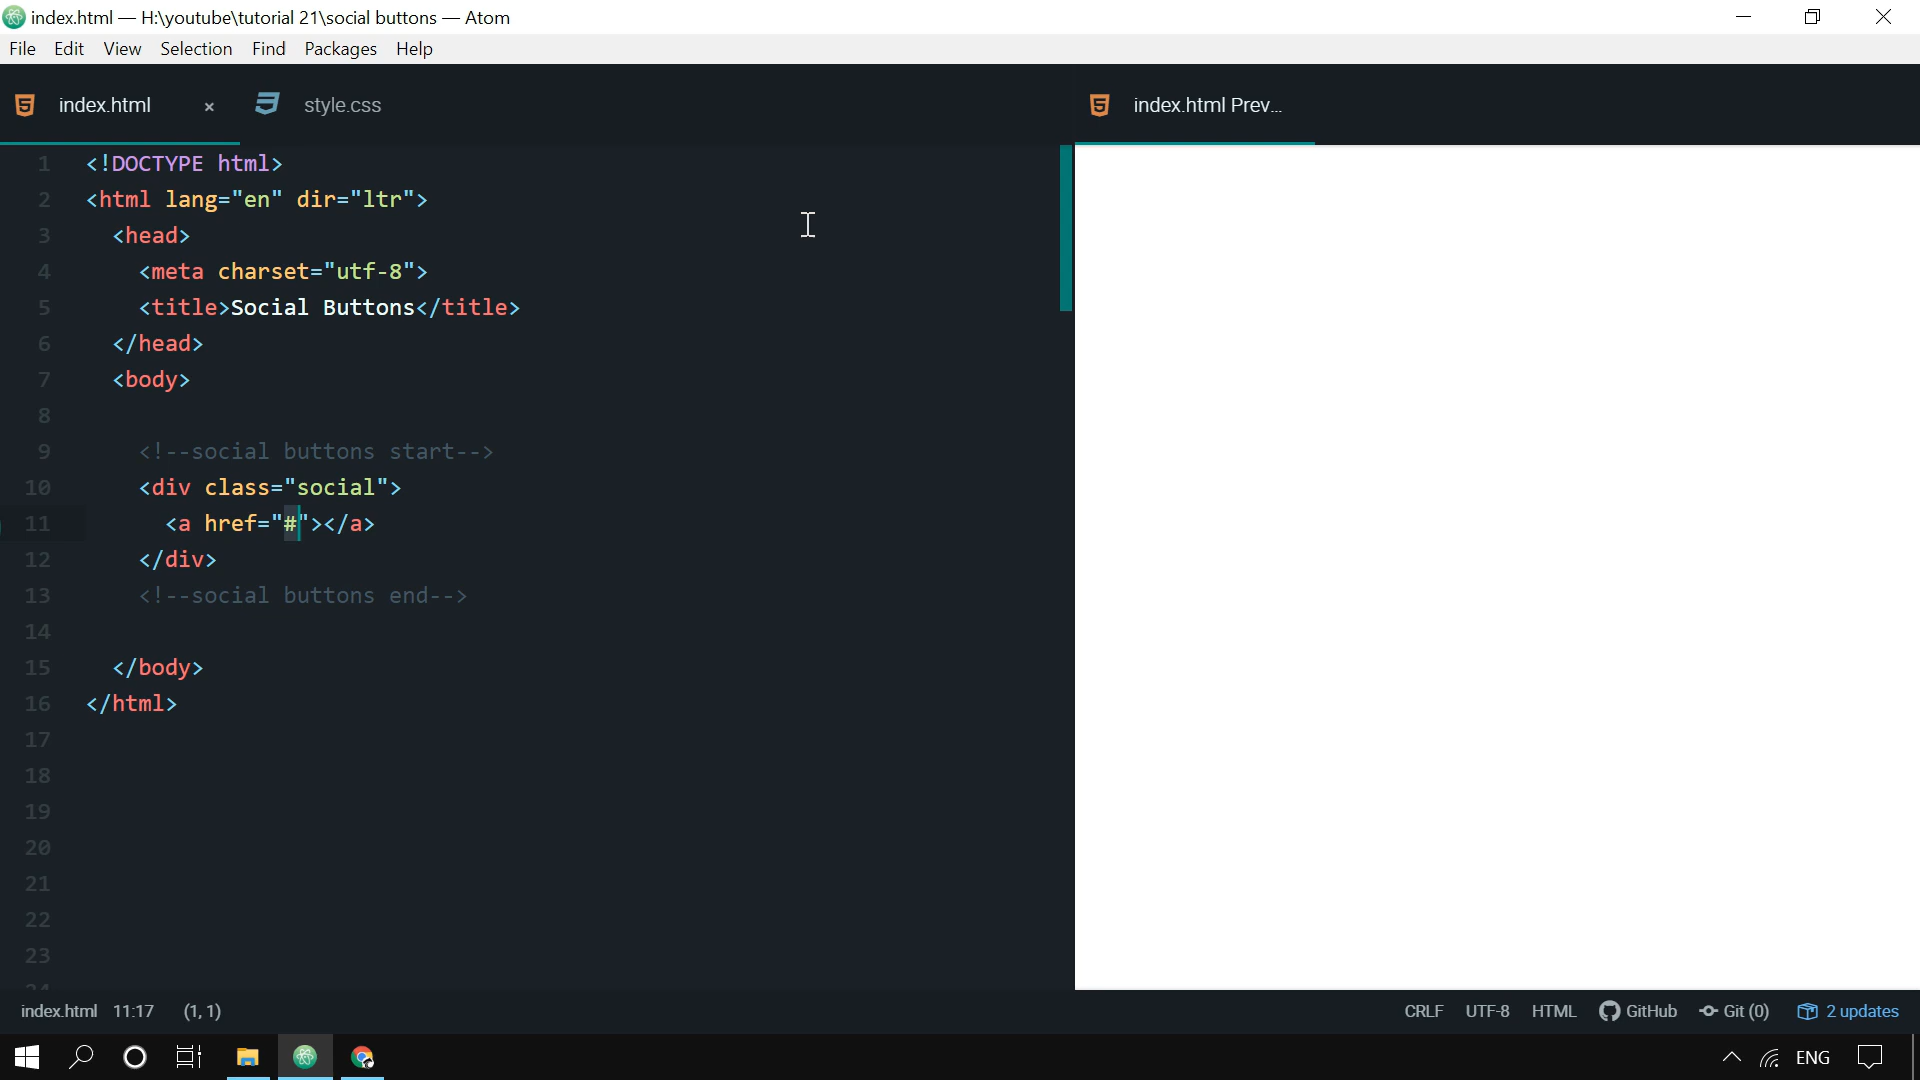 index.html — H:\youtube\tutorial 21\social buttons — Atom
File Edit View Selection Find Packages Help
index.html × style.css
index.html Prev...
1 <!DOCTYPE html>
2 <html lang="en" dir="ltr">
3 <head>
4 <meta charset="utf-8">
5 <title>Social Buttons</title>
6 </head>
7 <body>
8
9 <!--social buttons start-->
10 <div class="social">
11 <a href="#"></a>
12 </div>
13 <!--social buttons end-->
14
15 </body>
16 </html>
17
18
19
20
21
22
23
24
index.html 11:17 (1, 1)
CRLF UTF-8 HTML GitHub Git (0) 2 updates
ENG